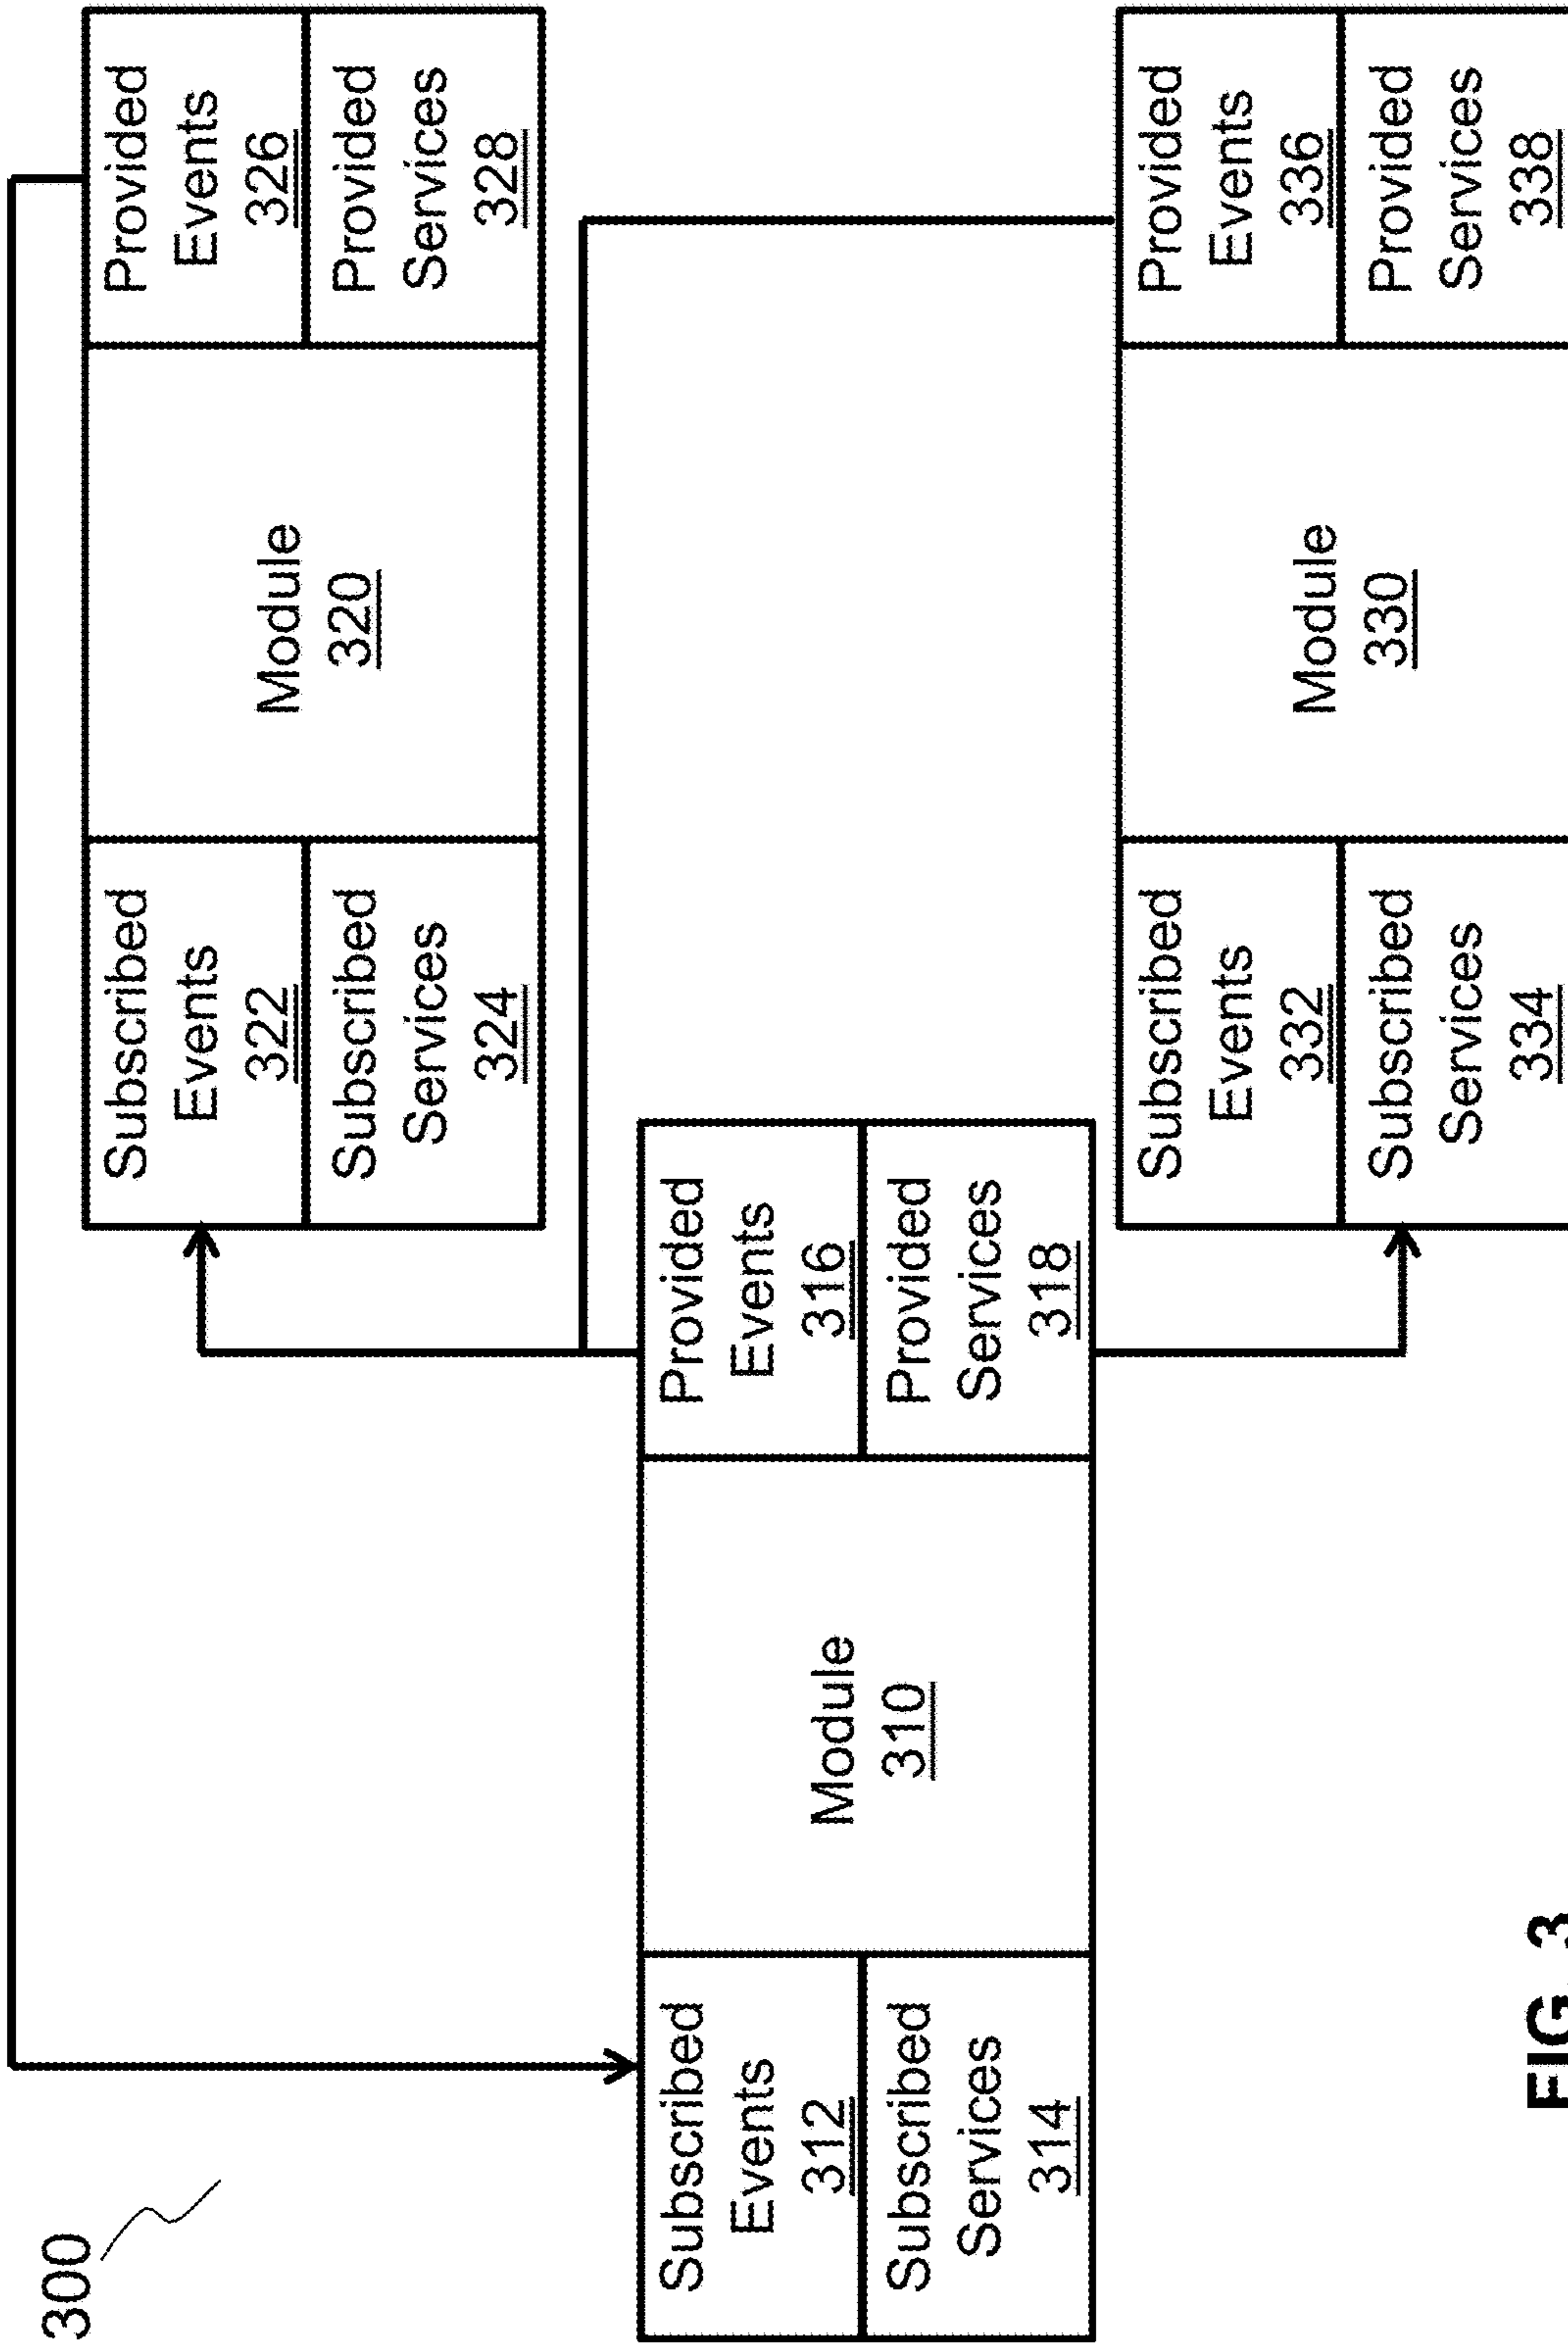 300
Provided
Events
326
Provided
Services
328
Module
320
Subscribed
Events
322
Subscribed
Services
324
Provided
Events
316
Provided
Services
318
Module
310
Subscribed
Events
312
Subscribed
Services
314
Provided
Events
336
Provided
Services
338
Module
330
Subscribed
Events
332
Subscribed
Services
334
FIG. 3